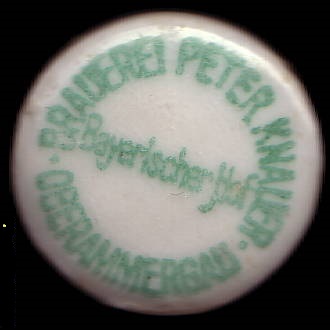 BRAUEREI PETER KNAUER
Bayerischer Hof
OBERAMMERGAU